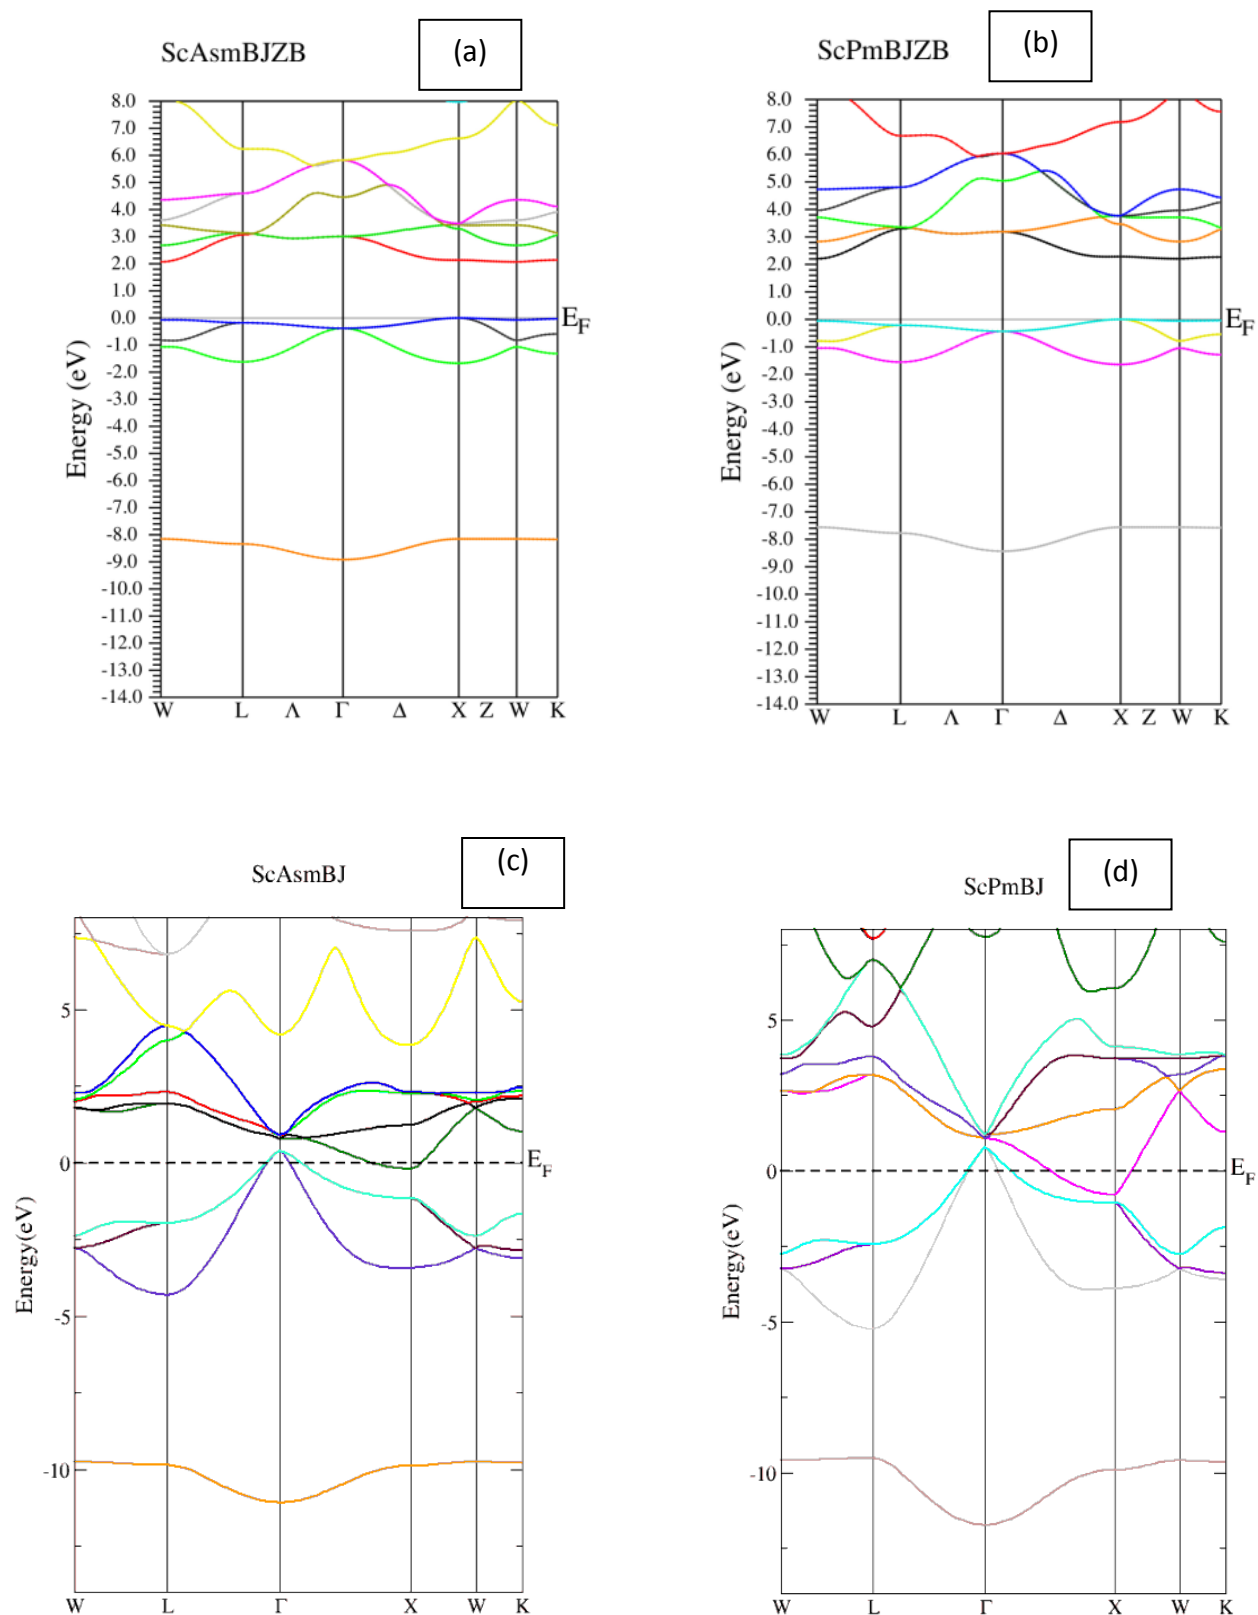 ScAsmBJZB
(a)
8.0
7.0
6.0
5.0
4.0
3.0
2.0
1.0
0.0
-1.0
-2.0
-3.0
-4.0
-5.0
-6.0
-7.0
-8.0
-9.0
-10.0
-11.0
-12.0
-13.0
-14.0
Energy (eV)
E_F
W L Λ Γ Δ X Z W K
ScPmBJZB
(b)
8.0
7.0
6.0
5.0
4.0
3.0
2.0
1.0
0.0
-1.0
-2.0
-3.0
-4.0
-5.0
-6.0
-7.0
-8.0
-9.0
-10.0
-11.0
-12.0
-13.0
-14.0
Energy (eV)
E_F
W L Λ Γ Δ X Z W K
ScAsmBJ
(c)
5
0
-5
-10
Energy(eV)
E_F
W L Γ X W K
ScPmBJ
(d)
5
0
-5
-10
Energy(eV)
E_F
W L Γ X W K